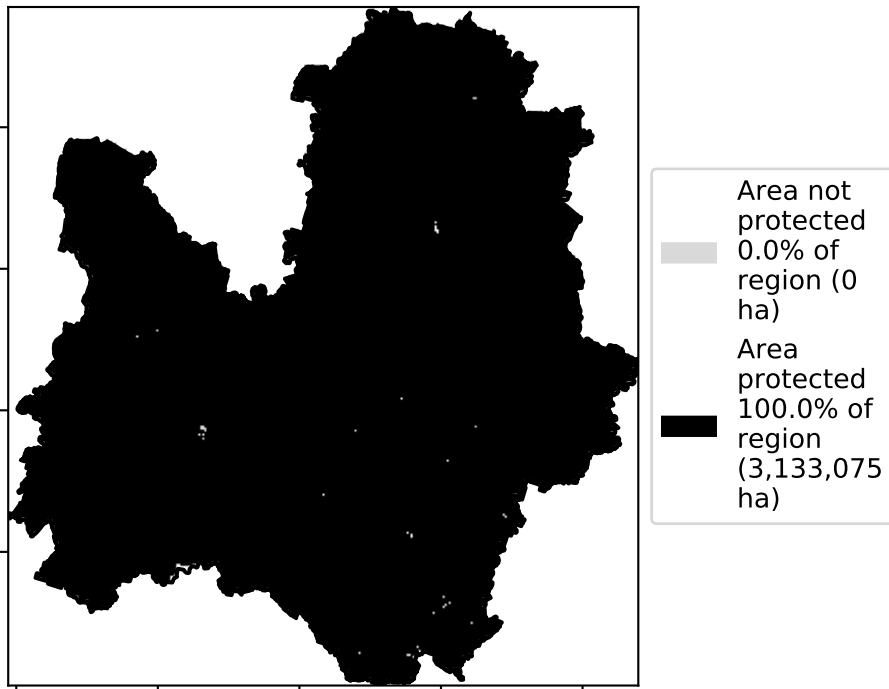 Area not
protected
0.0% of
region (0
ha)
Area
protected
100.0% of
region
(3,133,075
ha)